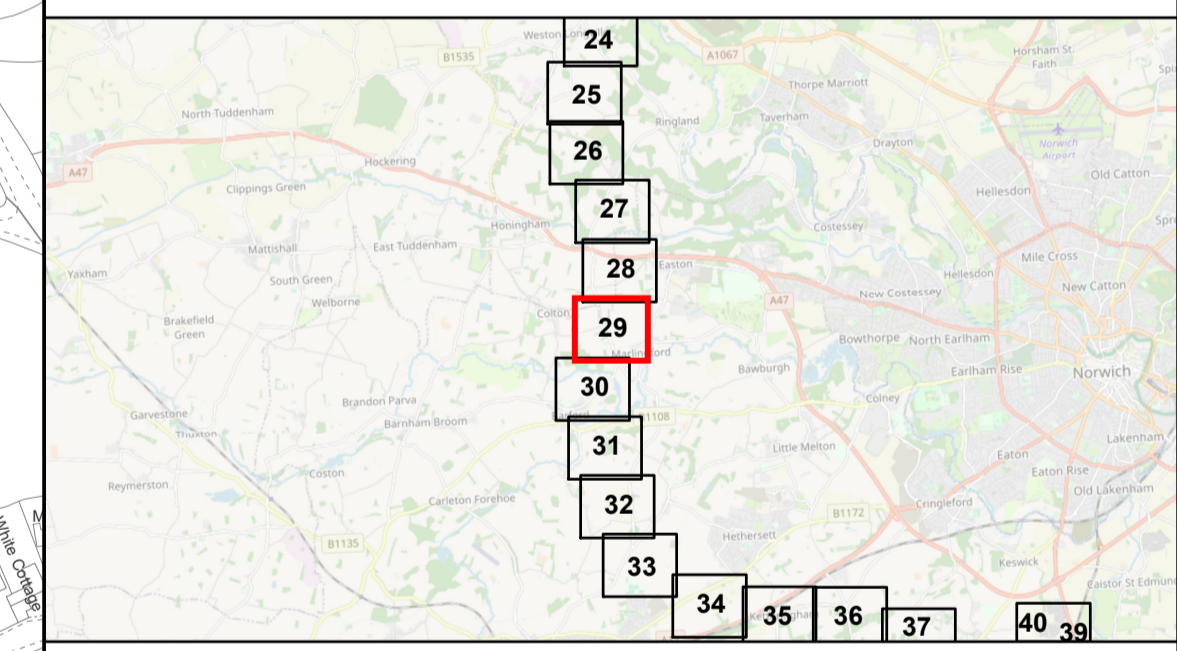 24
Weston Lon
B1535
A1067
Horsham St.
Faith
Spi
25
Thorpe Marriott
North Tuddenham
Ringland
Taverham
Drayton
Norwich
Airport
26
Hockering
A47
Old Catton
Clippings Green
Hellesdon
27
Honingham
Costessey
Spro
Mattishall
East Tuddenham
Mile Cross
28
Easton
Yaxham
South Green
Hellesdon
New Catton
New Costessey
Welborne
A47
Colton
29
Brakefield
Green
Bowthorpe
North Earlham
Marlingford
Bawburgh
Earlham Rise
Norwich
30
Brandon Parva
Colney
Garvestone
Barford
B1108
Barnham Broom
Thuxton
Lakenham
31
Little Melton
Eaton
Coston
Eaton Rise
Reymerston
Old Lakenham
Carleton Forehoe
32
Cringleford
B1172
M
White Cottage
Hethersett
B1135
33
Keswick
Caistor St Edmund
34
35
36
37
40
39